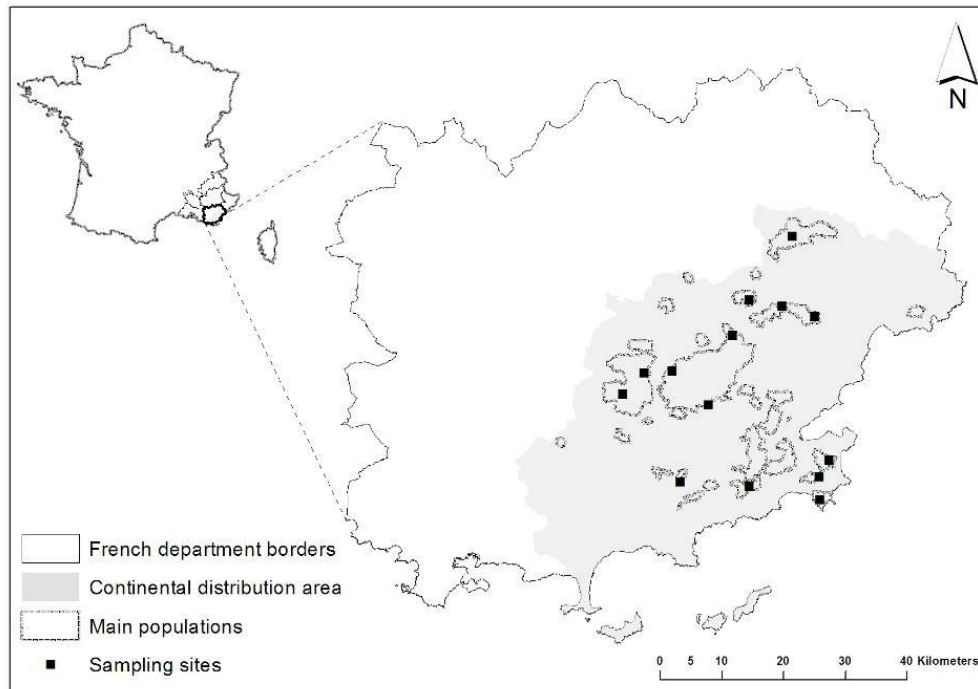 N
French department borders
Continental distribution area
Main populations
Sampling sites
0 5 10 20 30 40 Kilometers